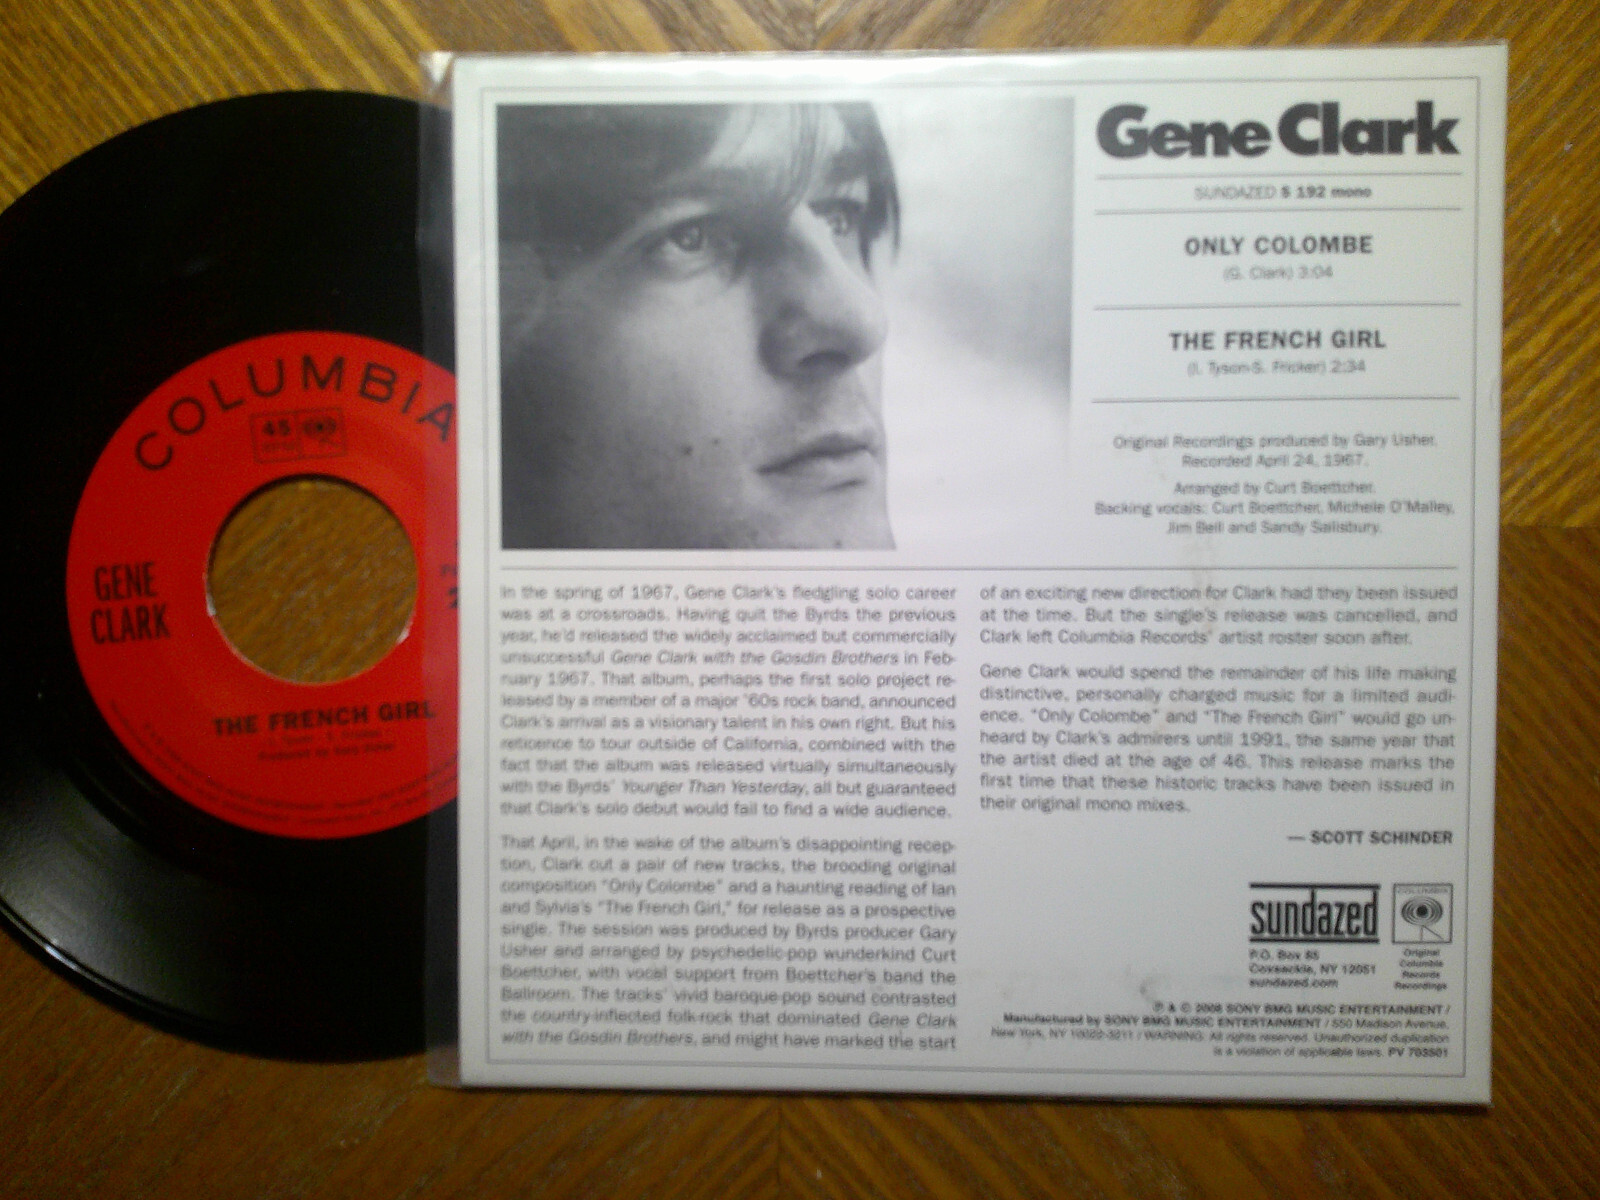 COLUMBIA
45
GENE
CLARK
THE FRENCH GIRL
Gene Clark
SUNDAZED S 192 mono
ONLY COLOMBE
(G. Clark) 3:04
THE FRENCH GIRL
(I. Tyson-S. Fricker) 2:34
Original Recordings produced by Gary Usher.
Recorded April 24, 1967.
Arranged by Curt Boettcher.
Backing vocals: Curt Boettcher, Michele O'Malley,
Jim Bell and Sandy Salisbury.
In the spring of 1967, Gene Clark's fledgling solo career
was at a crossroads. Having quit the Byrds the previous
year, he'd released the widely acclaimed but commercially
unsuccessful Gene Clark with the Gosdin Brothers in Feb-
ruary 1967. That album, perhaps the first solo project re-
leased by a member of a major '60s rock band, announced
Clark's arrival as a visionary talent in his own right. But his
reticence to tour outside of California, combined with the
fact that the album was released virtually simultaneously
with the Byrds' Younger Than Yesterday, all but guaranteed
that Clark's solo debut would fail to find a wide audience.
That April, in the wake of the album's disappointing recep-
tion, Clark cut a pair of new tracks, the brooding original
composition "Only Colombe" and a haunting reading of Ian
and Sylvia's "The French Girl," for release as a prospective
single. The session was produced by Byrds producer Gary
Usher and arranged by psychedelic-pop wunderkind Curt
Boettcher, with vocal support from Boettcher's band the
Ballroom. The tracks' vivid baroque-pop sound contrasted
the country-inflected folk-rock that dominated Gene Clark
with the Gosdin Brothers, and might have marked the start
of an exciting new direction for Clark had they been issued
at the time. But the single's release was cancelled, and
Clark left Columbia Records' artist roster soon after.
Gene Clark would spend the remainder of his life making
distinctive, personally charged music for a limited audi-
ence. "Only Colombe" and "The French Girl" would go un-
heard by Clark's admirers until 1991, the same year that
the artist died at the age of 46. This release marks the
first time that these historic tracks have been issued in
their original mono mixes.
— SCOTT SCHINDER
sundazed
P.O. Box 85
Coxsackie, NY 12051
sundazed.com
COLUMBIA
Original
Columbia
Records
Recordings
℗ & © 2008 SONY BMG MUSIC ENTERTAINMENT /
Manufactured by SONY BMG MUSIC ENTERTAINMENT / 550 Madison Avenue,
New York, NY 10022-3211 / WARNING: All rights reserved. Unauthorized duplication
is a violation of applicable laws. PV 703501